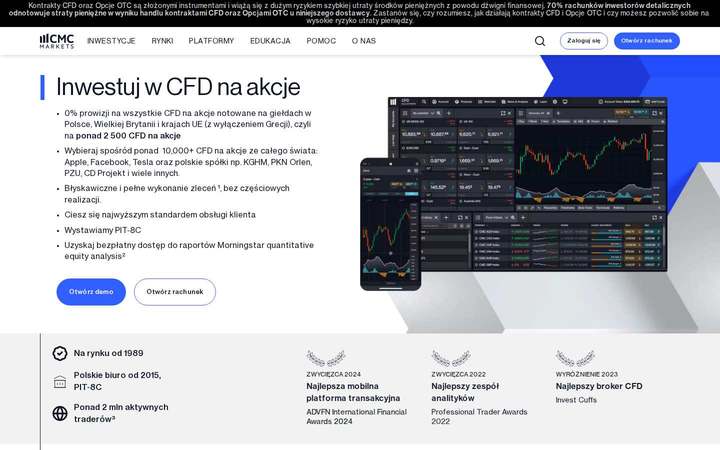 Kontrakty CFD oraz Opcje OTC są złożonymi instrumentami i wiążą się z dużym ryzykiem szybkiej utraty środków pieniężnych z powodu dźwigni finansowej. 70% rachunków inwestorów detalicznych
odnotowuje straty pieniężne w wyniku handlu kontraktami CFD oraz Opcjami OTC u niniejszego dostawcy. Zastanów się, czy rozumiesz, jak działają kontrakty CFD i Opcje OTC i czy możesz pozwolić sobie na
wysokie ryzyko utraty pieniędzy.
CMC MARKETS
INWESTYCJE RYNKI PLATFORMY EDUKACJA POMOC O NAS
Zaloguj się Otwórz rachunek
Inwestuj w CFD na akcje
• 0% prowizji na wszystkie CFD na akcje notowane na giełdach w
Polsce, Wielkiej Brytanii i krajach UE (z wyłączeniem Grecji), czyli
na ponad 2 500 CFD na akcje
• Wybieraj spośród ponad 10,000+ CFD na akcje ze całego świata:
Apple, Facebook, Tesla oraz polskie spółki np. KGHM, PKN Orlen,
PZU, CD Projekt i wiele innych.
• Błyskawiczne i pełne wykonanie zleceń ¹, bez częściowych
realizacji.
• Ciesz się najwyższym standardem obsługi klienta
• Wystawiamy PIT-8C
• Uzyskaj bezpłatny dostęp do raportów Morningstar quantitative
equity analysis²
Otwórz demo Otwórz rachunek
Na rynku od 1989
Polskie biuro od 2015,
PIT-8C
Ponad 2 mln aktywnych
traderów³
ZWYCIĘZCA 2024
Najlepsza mobilna
platforma transakcyjna
ADVFN International Financial
Awards 2024
ZWYCIĘZCA 2022
Najlepszy zespół
analityków
Professional Trader Awards
2022
WYRÓŻNIENIE 2023
Najlepszy broker CFD
Invest Cuffs